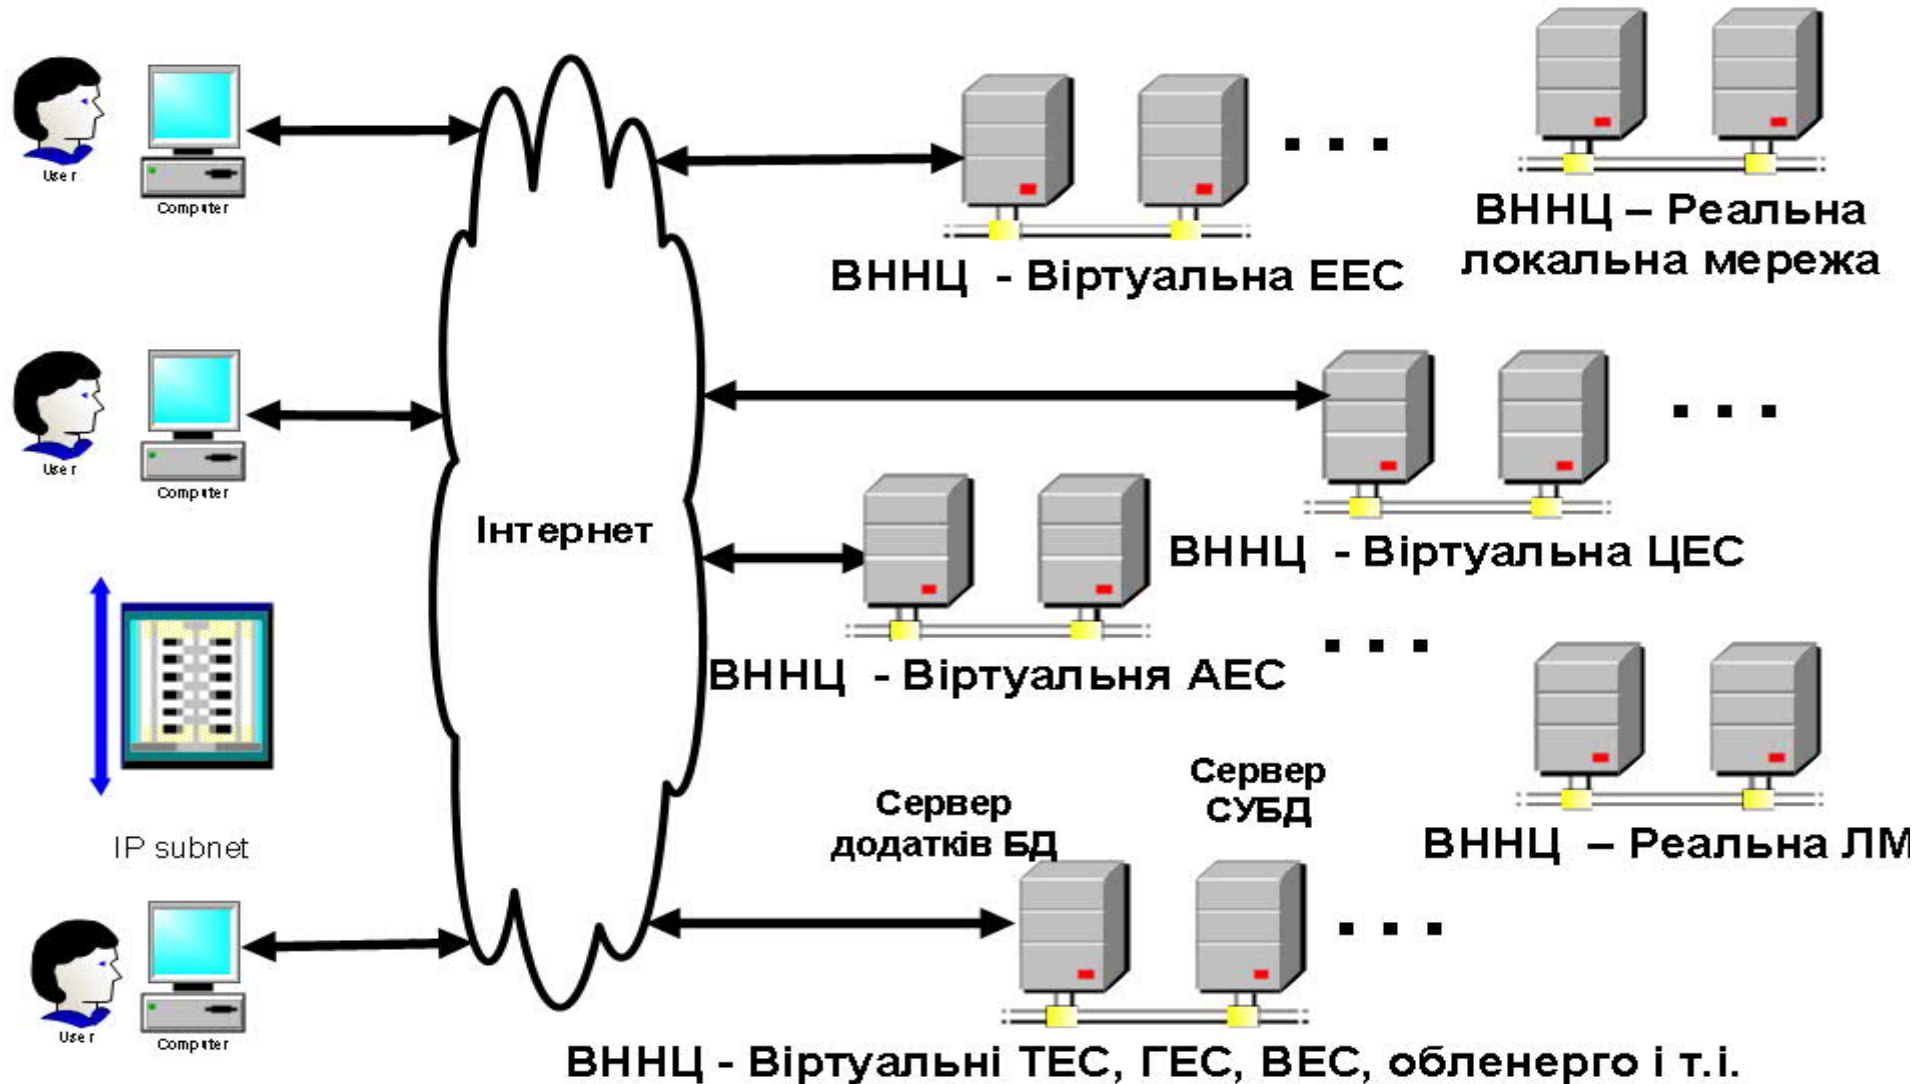 User
Computer
ВННЦ – Реальна
локальна мережа
ВННЦ - Віртуальна ЕЕС
User
Computer
Інтернет
ВННЦ - Віртуальна ЦЕС
ВННЦ - Віртуальня АЕС
IP subnet
Сервер
додатків БД
Сервер
СУБД
ВННЦ – Реальна ЛМ
User
Computer
ВННЦ - Віртуальні ТЕС, ГЕС, ВЕС, обленерго і т.і.